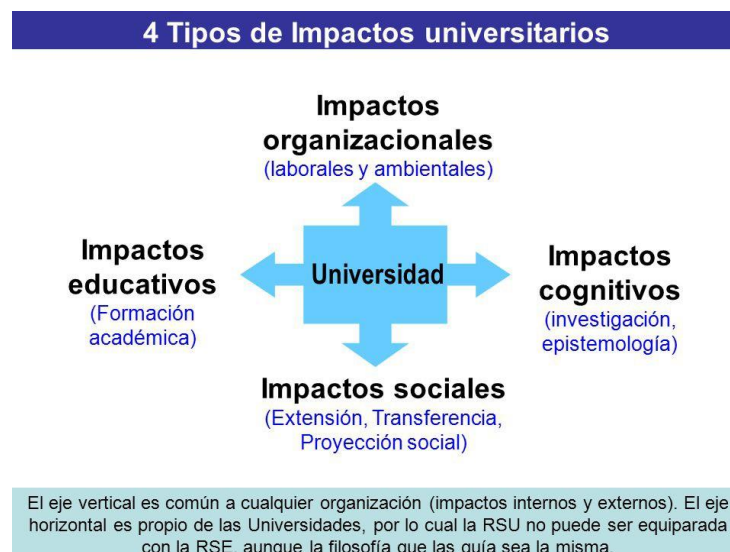 4 Tipos de Impactos universitarios
Impactos
organizacionales
(laborales y ambientales)
Impactos
educativos
(Formación
académica)
Universidad
Impactos
cognitivos
(investigación,
epistemología)
Impactos sociales
(Extensión, Transferencia,
Proyección social)
El eje vertical es común a cualquier organización (impactos internos y externos). El eje
horizontal es propio de las Universidades, por lo cual la RSU no puede ser equiparada
con la RSE, aunque la filosofía que las guía sea la misma.